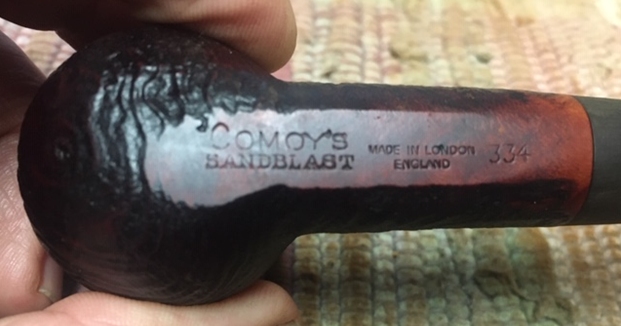 COMOY'S
SANDBLAST
MADE IN LONDON
ENGLAND
334